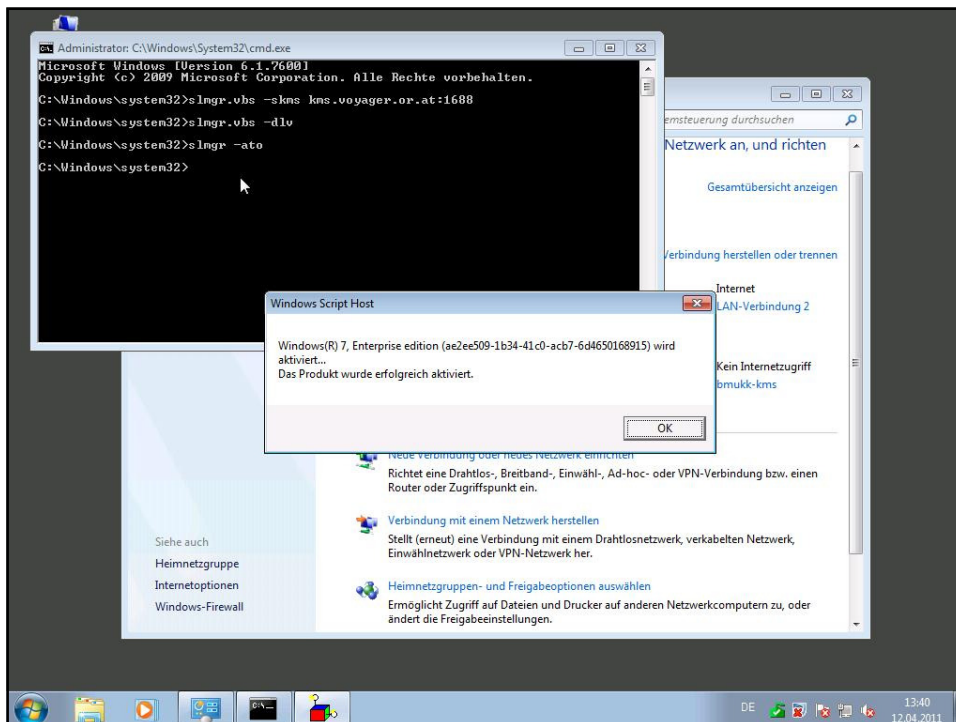 Administrator: C:\Windows\System32\cmd.exe
Microsoft Windows [Version 6.1.7600]
Copyright (c) 2009 Microsoft Corporation. Alle Rechte vorbehalten.
C:\Windows\system32>slmgr.vbs -skms kms.voyager.or.at:1688
C:\Windows\system32>slmgr.vbs -dlv
C:\Windows\system32>slmgr -ato
C:\Windows\system32>
emsteuerung durchsuchen
Netzwerk an, und richten
Gesamtübersicht anzeigen
Verbindung herstellen oder trennen
Internet
LAN-Verbindung 2
Windows Script Host
Windows(R) 7, Enterprise edition (ae2ee509-1b34-41c0-acb7-6d4650168915) wird
aktiviert...
Das Produkt wurde erfolgreich aktiviert.
OK
Kein Internetzugriff
bmukk-kms
Neue Verbindung oder neues Netzwerk einrichten
Richtet eine Drahtlos-, Breitband-, Einwähl-, Ad-hoc- oder VPN-Verbindung bzw. einen
Router oder Zugriffspunkt ein.
Verbindung mit einem Netzwerk herstellen
Stellt (erneut) eine Verbindung mit einem Drahtlosnetzwerk, verkabelten Netzwerk,
Einwählnetzwerk oder VPN-Netzwerk her.
Heimnetzgruppen- und Freigabeoptionen auswählen
Ermöglicht Zugriff auf Dateien und Drucker auf anderen Netzwerkcomputern zu, oder
ändert die Freigabeeinstellungen.
Siehe auch
Heimnetzgruppe
Internetoptionen
Windows-Firewall
DE
13:40
12.04.2011